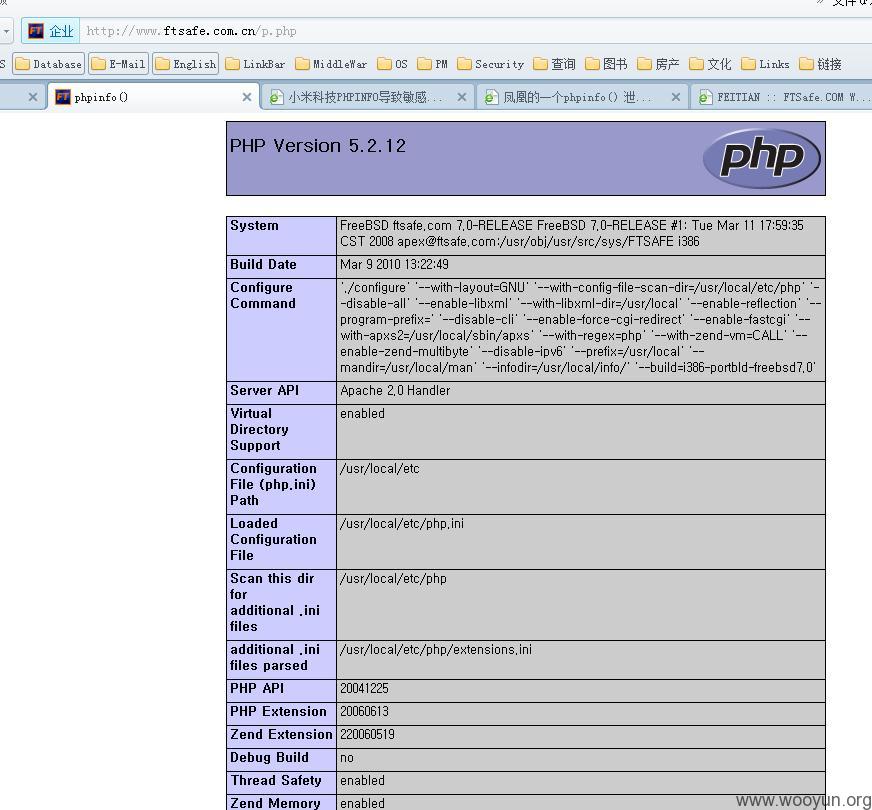 企业 http://www.ftsafe.com.cn/p.php
Database E-Mail English LinkBar MiddleWar OS PM Security 查询 图书 房产 文化 Links 链接
phpinfo() 小米科技PHPINFO导致敏感... 凤凰的一个phpinfo() 泄... FEITIAN :: FTSafe.COM W...
PHP Version 5.2.12
php
System
FreeBSD ftsafe.com 7.0-RELEASE FreeBSD 7.0-RELEASE #1: Tue Mar 11 17:59:35
CST 2008 apex@ftsafe.com:/usr/obj/usr/src/sys/FTSAFE i386
Build Date
Mar 9 2010 13:22:49
Configure
Command
'./configure' '--with-layout=GNU' '--with-config-file-scan-dir=/usr/local/etc/php' '-
-disable-all' '--enable-libxml' '--with-libxml-dir=/usr/local' '--enable-reflection' '--
program-prefix=' '--disable-cli' '--enable-force-cgi-redirect' '--enable-fastcgi' '--
with-apxs2=/usr/local/sbin/apxs' '--with-regex=php' '--with-zend-vm=CALL' '--
enable-zend-multibyte' '--disable-ipv6' '--prefix=/usr/local' '--
mandir=/usr/local/man' '--infodir=/usr/local/info/' '--build=i386-portbld-freebsd7.0'
Server API
Apache 2.0 Handler
Virtual
Directory
Support
enabled
Configuration
File (php.ini)
Path
/usr/local/etc
Loaded
Configuration
File
/usr/local/etc/php.ini
Scan this dir
for
additional .ini
files
/usr/local/etc/php
additional .ini
files parsed
/usr/local/etc/php/extensions.ini
PHP API
20041225
PHP Extension
20060613
Zend Extension
220060519
Debug Build
no
Thread Safety
enabled
Zend Memory
enabled
www.wooyun.org